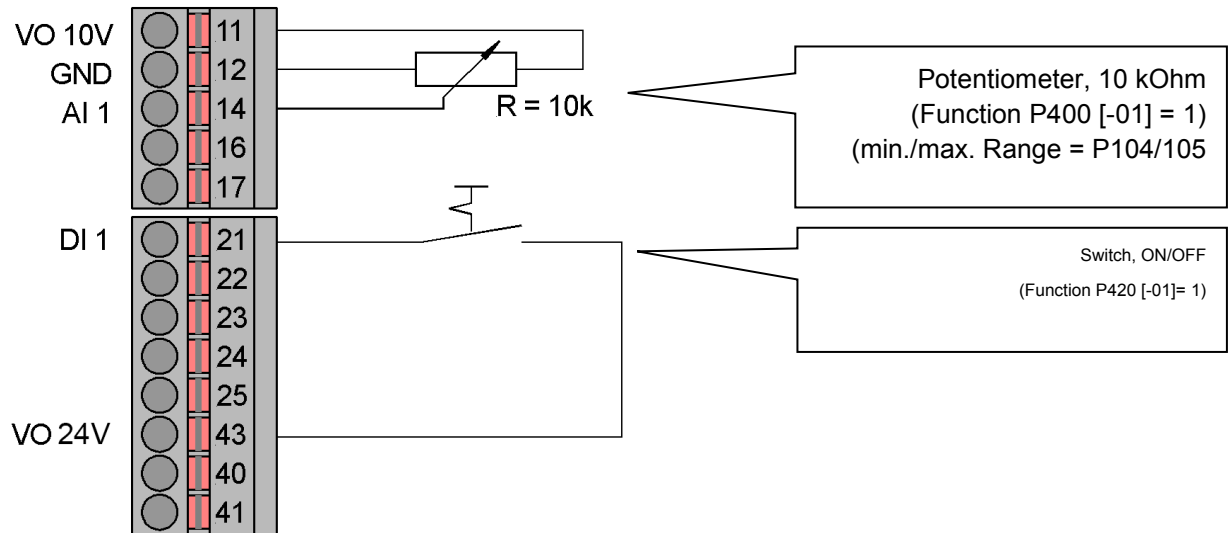 VO 10V 11
GND 12
AI 1 14
16
17
R = 10k
Potentiometer, 10 kOhm
(Function P400 [-01] = 1)
(min./max. Range = P104/105
DI 1 21
22
23
24
25
VO 24V 43
40
41
Switch, ON/OFF
(Function P420 [-01]= 1)